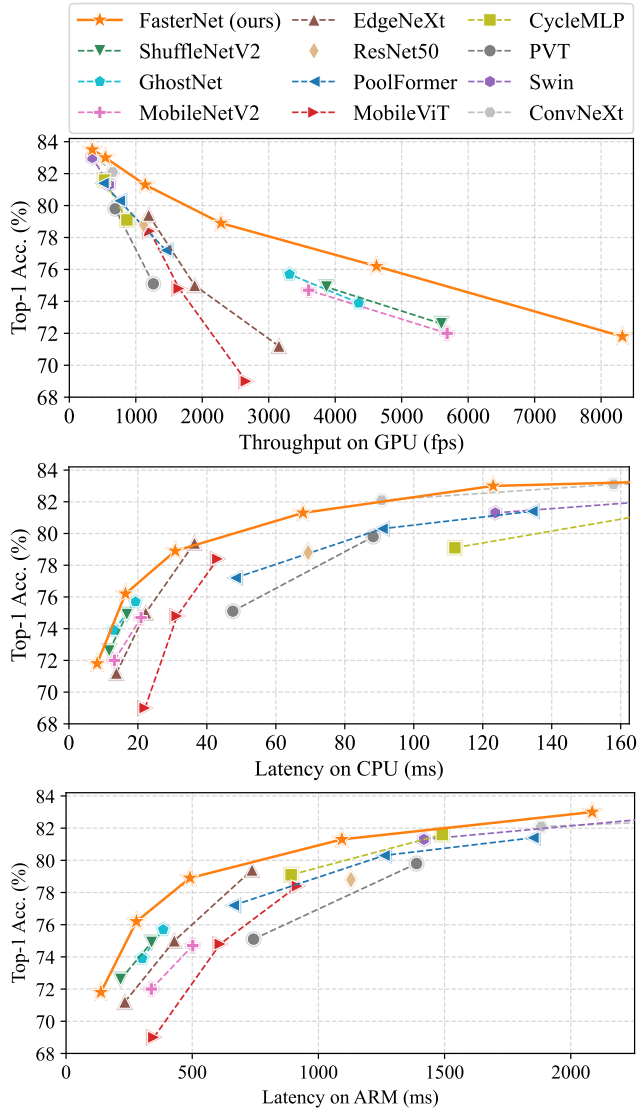 FasterNet (ours) EdgeNeXt CycleMLP
ShuffleNetV2 ResNet50 PVT
GhostNet PoolFormer Swin
MobileNetV2 MobileViT ConvNeXt
84
82
80
78
76
74
72
70
68
Top-1 Acc. (%)
0 1000 2000 3000 4000 5000 6000 7000 8000
Throughput on GPU (fps)
84
82
80
78
76
74
72
70
68
Top-1 Acc. (%)
0 20 40 60 80 100 120 140 160
Latency on CPU (ms)
84
82
80
78
76
74
72
70
68
Top-1 Acc. (%)
0 500 1000 1500 2000
Latency on ARM (ms)